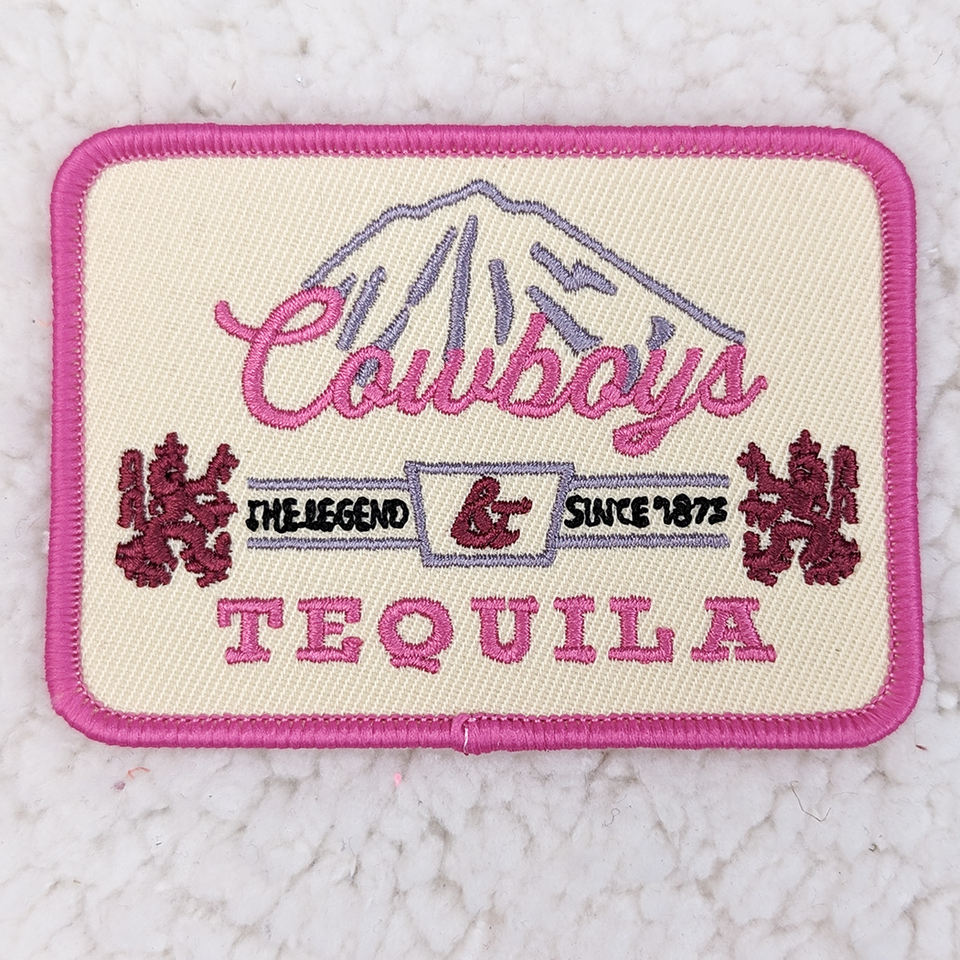 Cowboys
THE LEGEND & SINCE 1873
TEQUILA